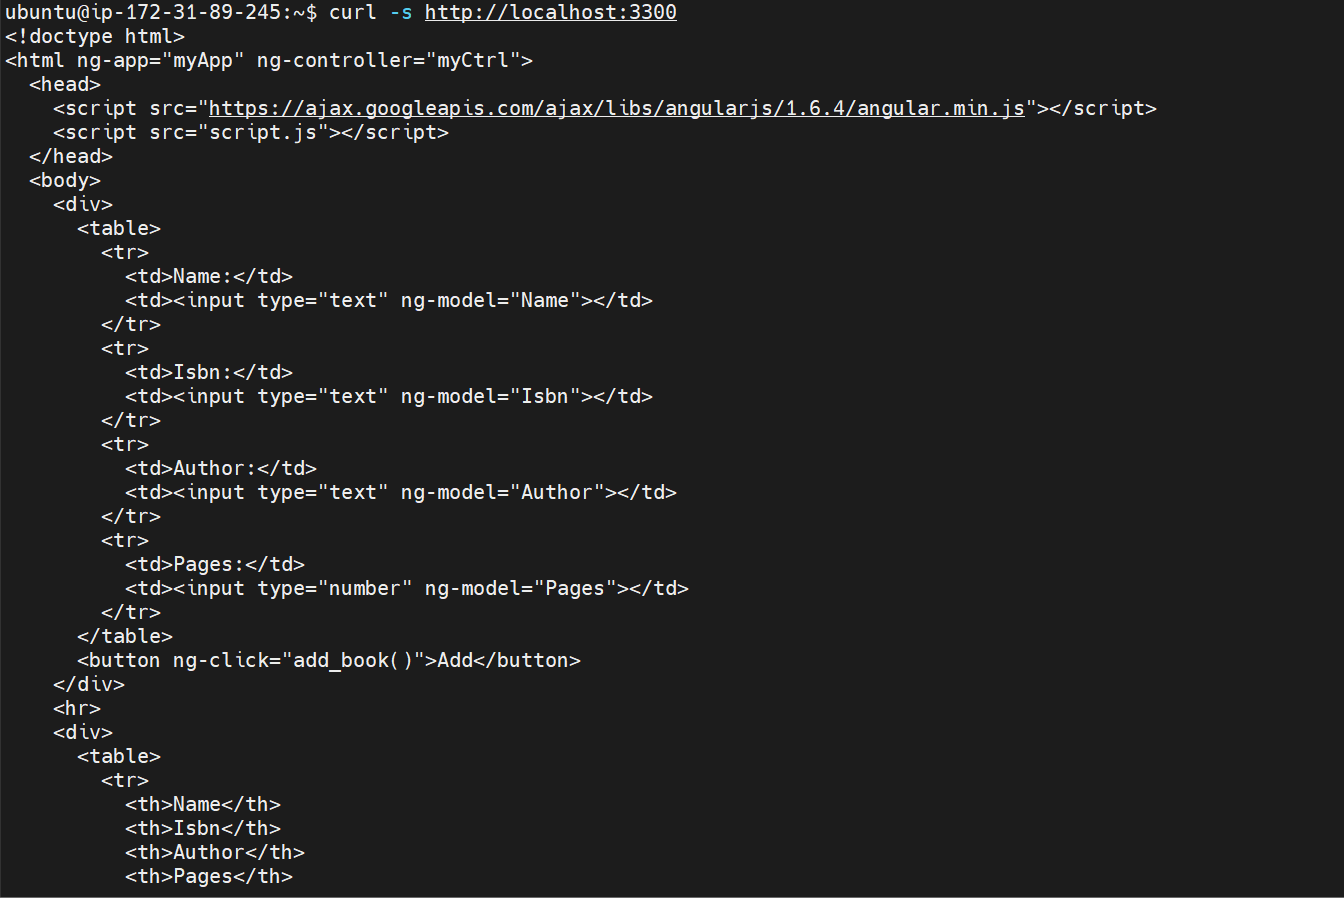 ubuntu@ip-172-31-89-245:~$ curl -s http://localhost:3300
<!doctype html>
<html ng-app="myApp" ng-controller="myCtrl">
  <head>
    <script src="https://ajax.googleapis.com/ajax/libs/angularjs/1.6.4/angular.min.js"></script>
    <script src="script.js"></script>
  </head>
  <body>
    <div>
      <table>
        <tr>
          <td>Name:</td>
          <td><input type="text" ng-model="Name"></td>
        </tr>
        <tr>
          <td>Isbn:</td>
          <td><input type="text" ng-model="Isbn"></td>
        </tr>
        <tr>
          <td>Author:</td>
          <td><input type="text" ng-model="Author"></td>
        </tr>
        <tr>
          <td>Pages:</td>
          <td><input type="number" ng-model="Pages"></td>
        </tr>
      </table>
      <button ng-click="add_book()">Add</button>
    </div>
    <hr>
    <div>
      <table>
        <tr>
          <th>Name</th>
          <th>Isbn</th>
          <th>Author</th>
          <th>Pages</th>